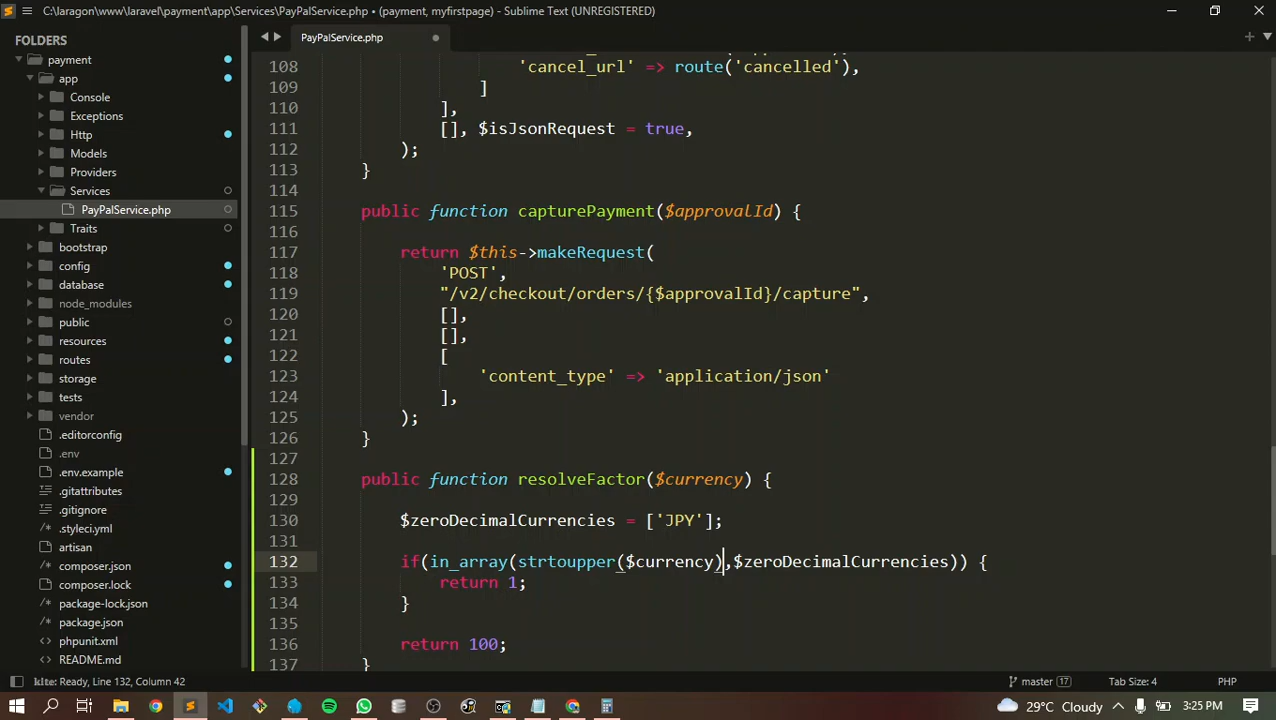 C:\laragon\www\laravel\payment\app\Services\PayPalService.php • (payment, myfirstpage) - Sublime Text (UNREGISTERED)
FOLDERS
payment
app
Console
Exceptions
Http
Models
Providers
Services
PayPalService.php
Traits
bootstrap
config
database
node_modules
public
resources
routes
storage
tests
vendor
.editorconfig
.env
.env.example
.gitattributes
.gitignore
.styleci.yml
artisan
composer.json
composer.lock
package-lock.json
package.json
phpunit.xml
README.md
PayPalService.php
108 'cancel_url' => route('cancelled'),
109 ]
110 ],
111 [], $isJsonRequest = true,
112 );
113 }
114
115 public function capturePayment($approvalId) {
116
117 return $this->makeRequest(
118 'POST',
119 "/v2/checkout/orders/{$approvalId}/capture",
120 [],
121 [],
122 [
123 'content_type' => 'application/json'
124 ],
125 );
126 }
127
128 public function resolveFactor($currency) {
129
130 $zeroDecimalCurrencies = ['JPY'];
131
132 if(in_array(strtoupper($currency),$zeroDecimalCurrencies)) {
133 return 1;
134 }
135
136 return 100;
137 }
kite: Ready, Line 132, Column 42
master 17
Tab Size: 4
PHP
29°C Cloudy
3:25 PM